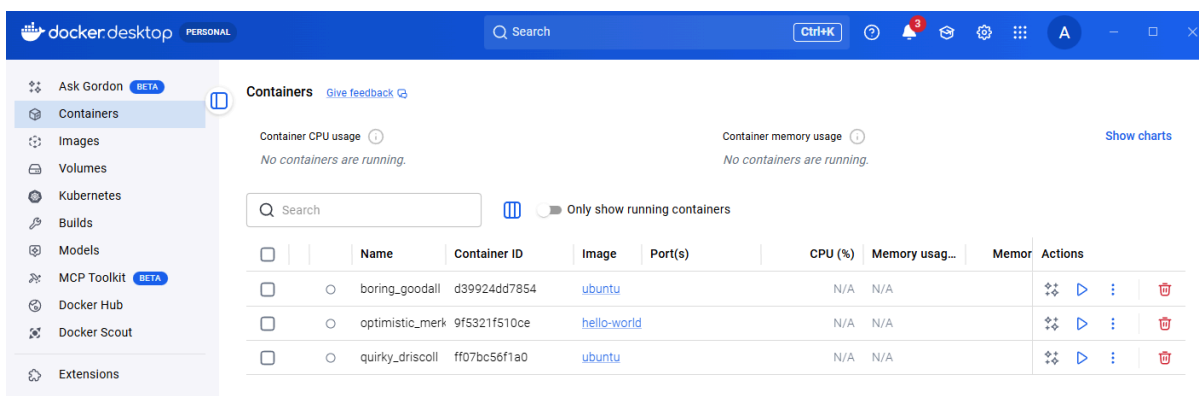 docker.desktop PERSONAL Search Ctrl+K 3 A
Ask Gordon BETA
Containers
Images
Volumes
Kubernetes
Builds
Models
MCP Toolkit BETA
Docker Hub
Docker Scout
Extensions
Containers Give feedback
Container CPU usage Container memory usage Show charts
No containers are running. No containers are running.
Search Only show running containers
Name Container ID Image Port(s) CPU (%) Memory usag... Memor Actions
boring_goodall d39924dd7854 ubuntu N/A N/A
optimistic_merk 9f5321f510ce hello-world N/A N/A
quirky_driscoll ff07bc56f1a0 ubuntu N/A N/A